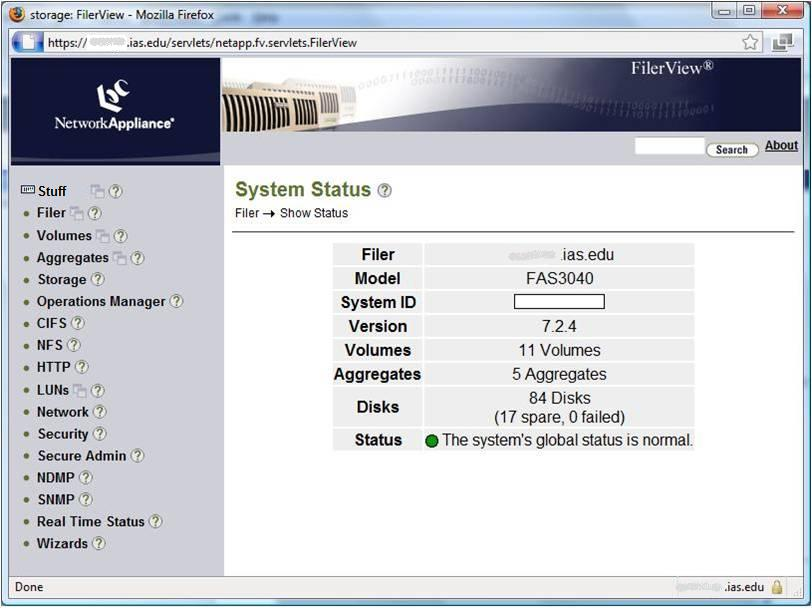 storage: FilerView - Mozilla Firefox
https:// .ias.edu/servlets/netapp.fv.servlets.FilerView
NetworkAppliance®
FilerView®
Search About
Stuff
Filer
Volumes
Aggregates
Storage
Operations Manager
CIFS
NFS
HTTP
LUNs
Network
Security
Secure Admin
NDMP
SNMP
Real Time Status
Wizards
System Status
Filer → Show Status
Filer .ias.edu
Model FAS3040
System ID
Version 7.2.4
Volumes 11 Volumes
Aggregates 5 Aggregates
Disks 84 Disks
(17 spare, 0 failed)
Status The system's global status is normal.
Done .ias.edu